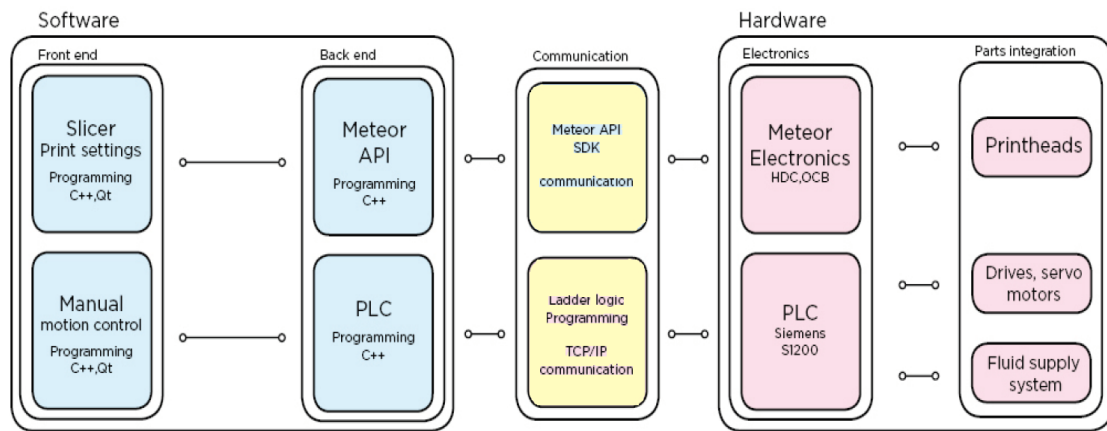 Software
Hardware
Front end
Back end
Communication
Electronics
Parts integration
Slicer
Print settings
Programming
C++,Qt
Meteor
API
Programming
C++
Meteor API
SDK
communication
Meteor
Electronics
HDC,OCB
Printheads
Manual
motion control
Programming
C++,Qt
PLC
Programming
C++
Ladder logic
Programming
TCP/IP
communication
PLC
Siemens
S1200
Drives, servo
motors
Fluid supply
system